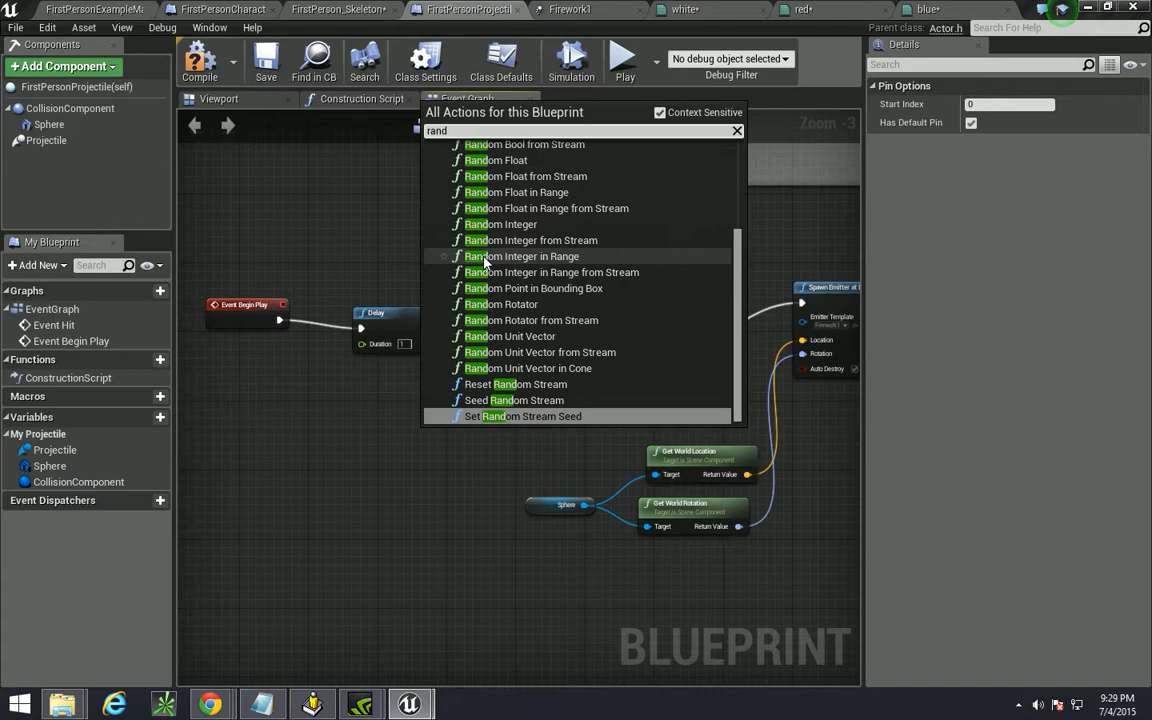 FirstPersonExampleMa
FirstPersonCharact
FirstPerson_Skeleton*
FirstPersonProjectil
Firework1
white*
red*
blue*
File Edit Asset View Debug Window Help
Parent class: Actor.h
Search For Help
Components
Add Component
FirstPersonProjectile(self)
CollisionComponent
Sphere
Projectile
Compile
Save
Find in CB
Search
Class Settings
Class Defaults
Simulation
Play
No debug object selected
Debug Filter
Details
Search
Pin Options
Start Index 0
Has Default Pin
Viewport
Construction Script
Event Graph
Zoom -3
All Actions for this Blueprint
Context Sensitive
rand
Random Bool from Stream
Random Float
Random Float from Stream
Random Float in Range
Random Float in Range from Stream
Random Integer
Random Integer from Stream
Random Integer in Range
Random Integer in Range from Stream
Random Point in Bounding Box
Random Rotator
Random Rotator from Stream
Random Unit Vector
Random Unit Vector from Stream
Random Unit Vector in Cone
Reset Random Stream
Seed Random Stream
Set Random Stream Seed
My Blueprint
Add New
Search
Graphs
EventGraph
Event Hit
Event Begin Play
Functions
ConstructionScript
Macros
Variables
My Projectile
Projectile
Sphere
CollisionComponent
Event Dispatchers
Event Begin Play
Delay
Duration 1
Spawn Emitter at
Emitter Template
Firework 1
Location
Rotation
Auto Destroy
Get World Location
Target is Scene Component
Target Return Value
Sphere
Get World Rotation
Target is Scene Component
Target Return Value
BLUEPRINT
9:29 PM
7/4/2015